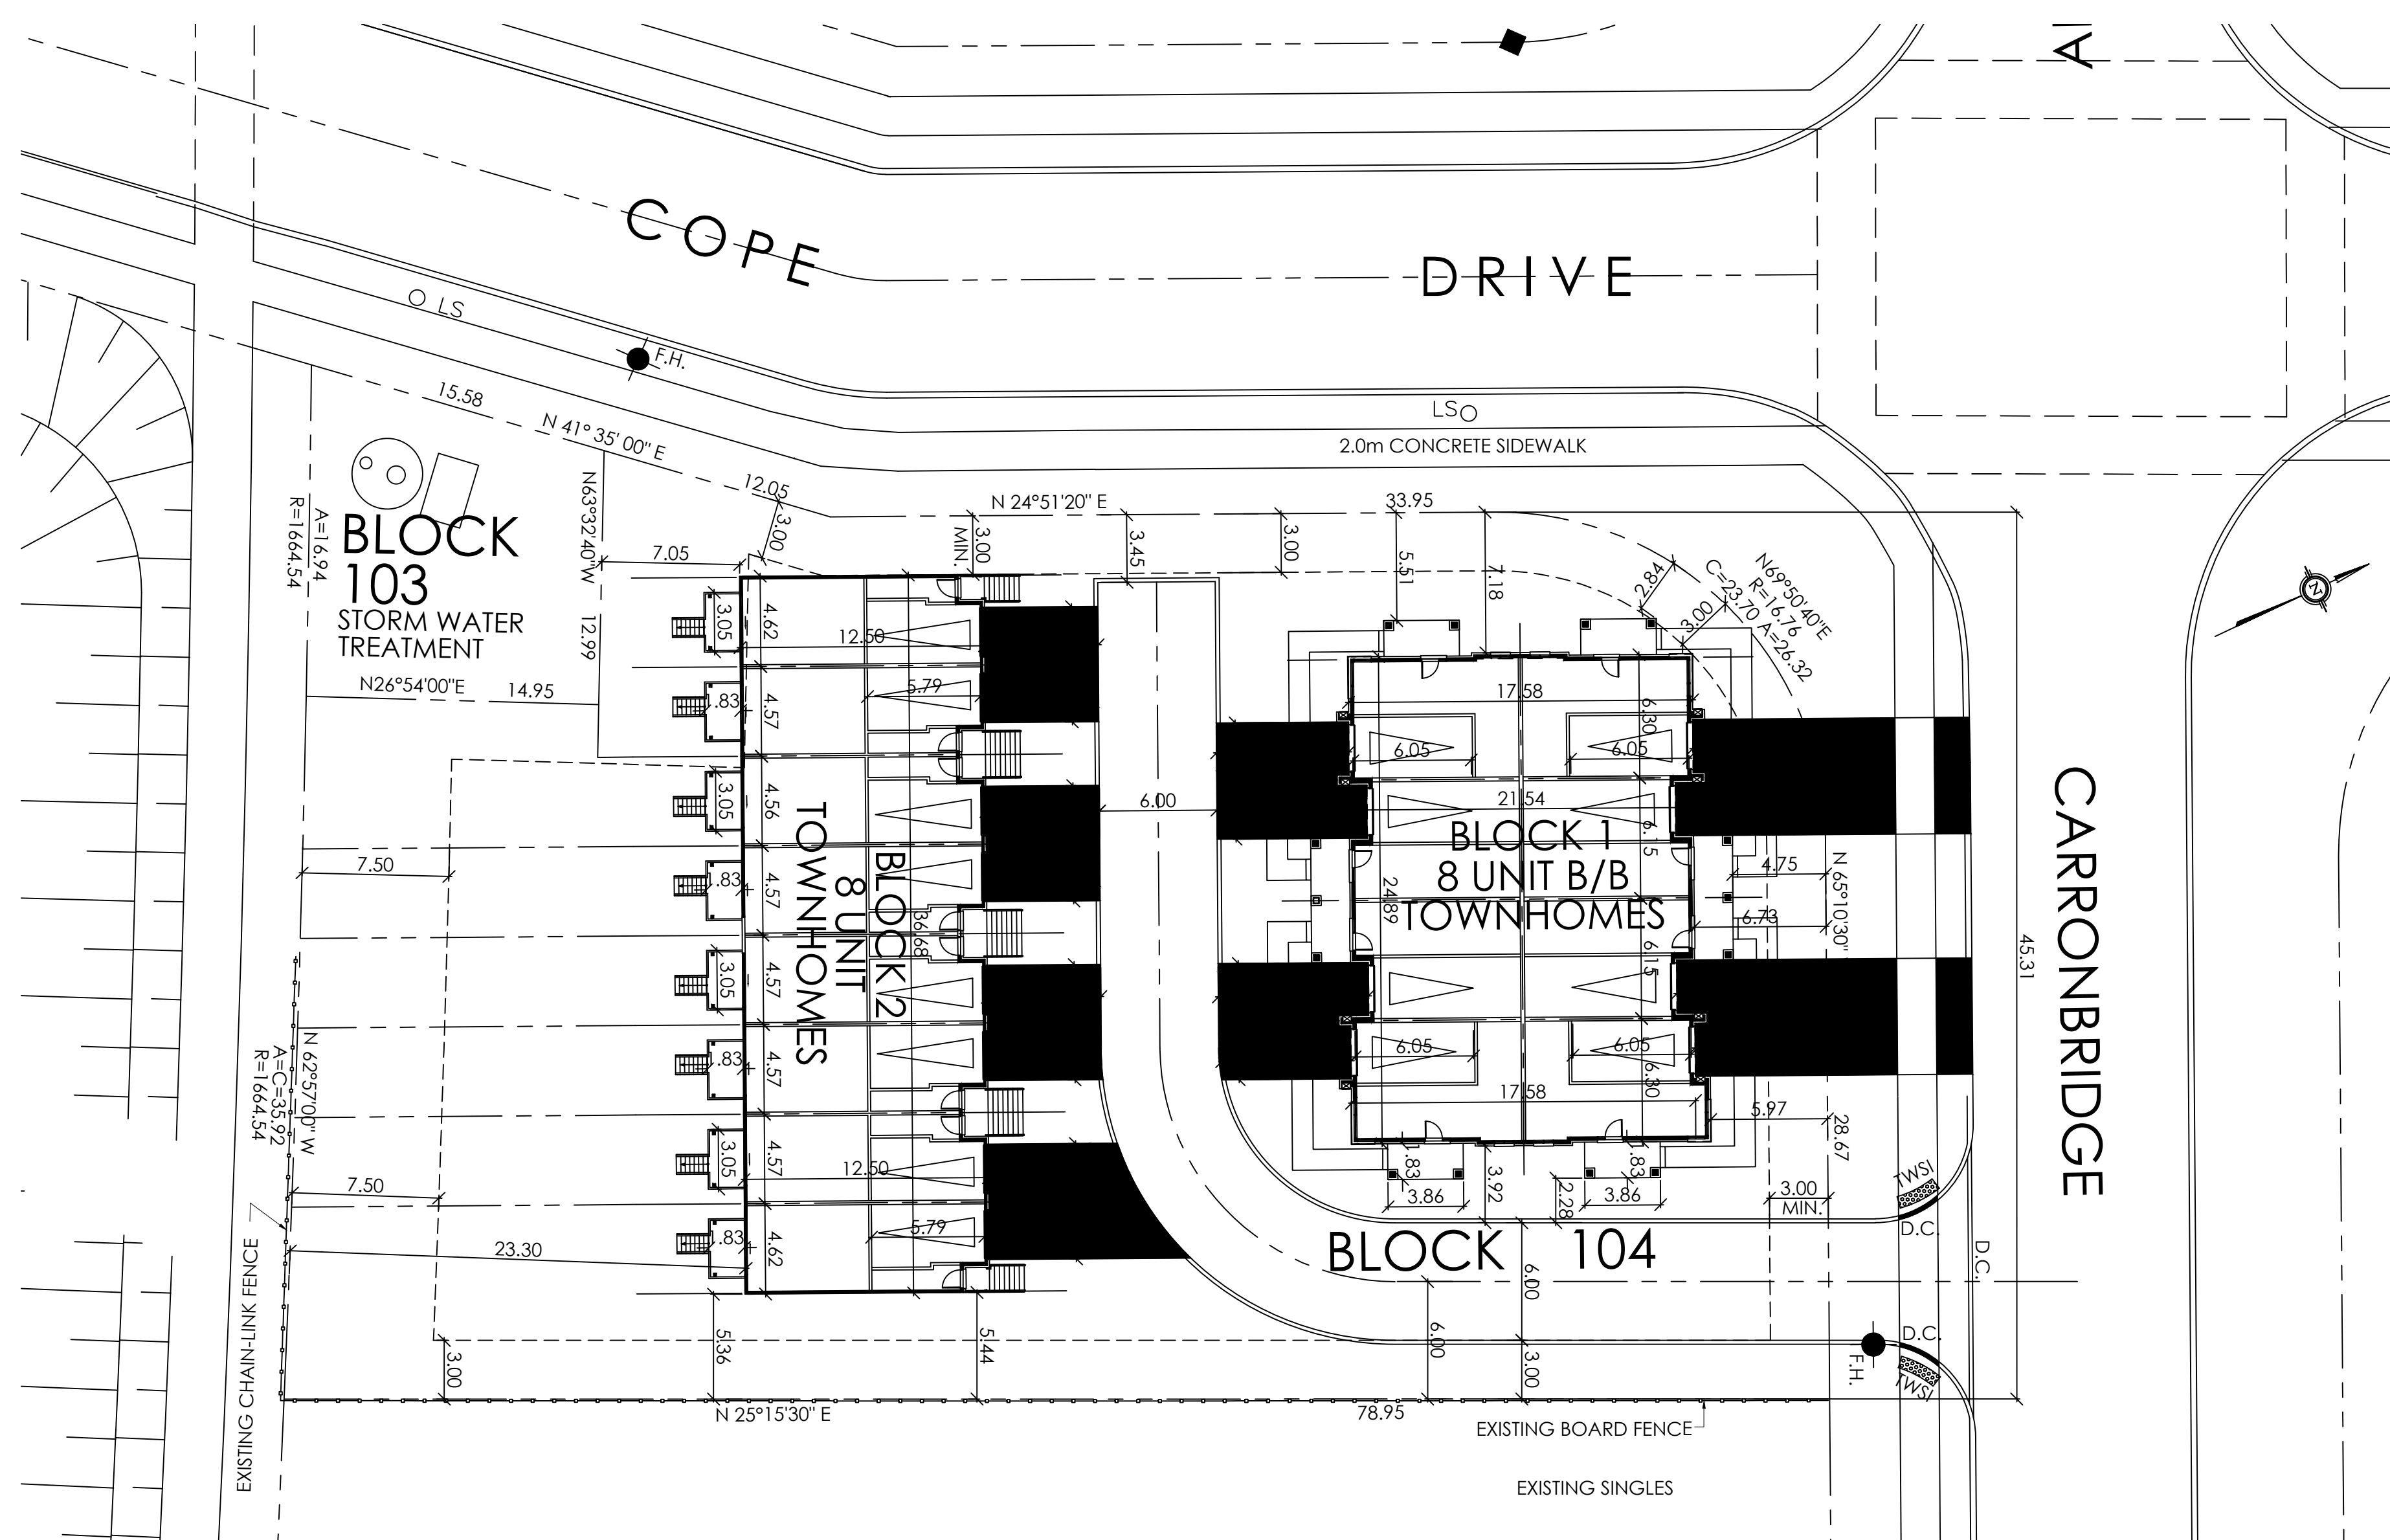 A
COPE
DRIVE
LS
F.H.
LS
2.0m CONCRETE SIDEWALK
15.58
N 41° 35' 00" E
12.05
N 24°51'20" E
33.95
BLOCK
103
STORM WATER
TREATMENT
A=16.94
R=1664.54
N63°32'40"W 12.99
7.05
3.00
3.00
MIN.
3.45
3.00
5.51
7.18
2.84
3.00
N69°50'40"E
R=16.76
C=23.70 A=26.32
N
N26°54'00"E 14.95
3.05
4.62
12.50
.83
4.57
5.79
3.05
4.56
.83
4.57
3.05
4.57
.83
4.57
3.05
4.57
12.50
.83
4.62
5.79
36.68
BLOCK 2
8 UNIT
TOWNHOMES
6.00
17.58
6.30
6.05
6.05
21.54
6.15
BLOCK 1
8 UNIT B/B
TOWNHOMES
24.89
6.15
6.05
6.05
6.30
17.58
4.75
6.73
N 65°10'30"
5.97
28.67
45.31
CARRONBRIDGE
7.50
7.50
23.30
N 62°57'00" W
A=C=35.92
R=1664.54
EXISTING CHAIN-LINK FENCE
1.83
3.86
3.92
2.28
.83
3.86
3.00
MIN.
TWSI
D.C.
D.C.
BLOCK 104
6.00
6.00
3.00
D.C.
F.H.
TWSI
3.00
5.36
5.44
N 25°15'30" E
78.95
EXISTING BOARD FENCE
EXISTING SINGLES